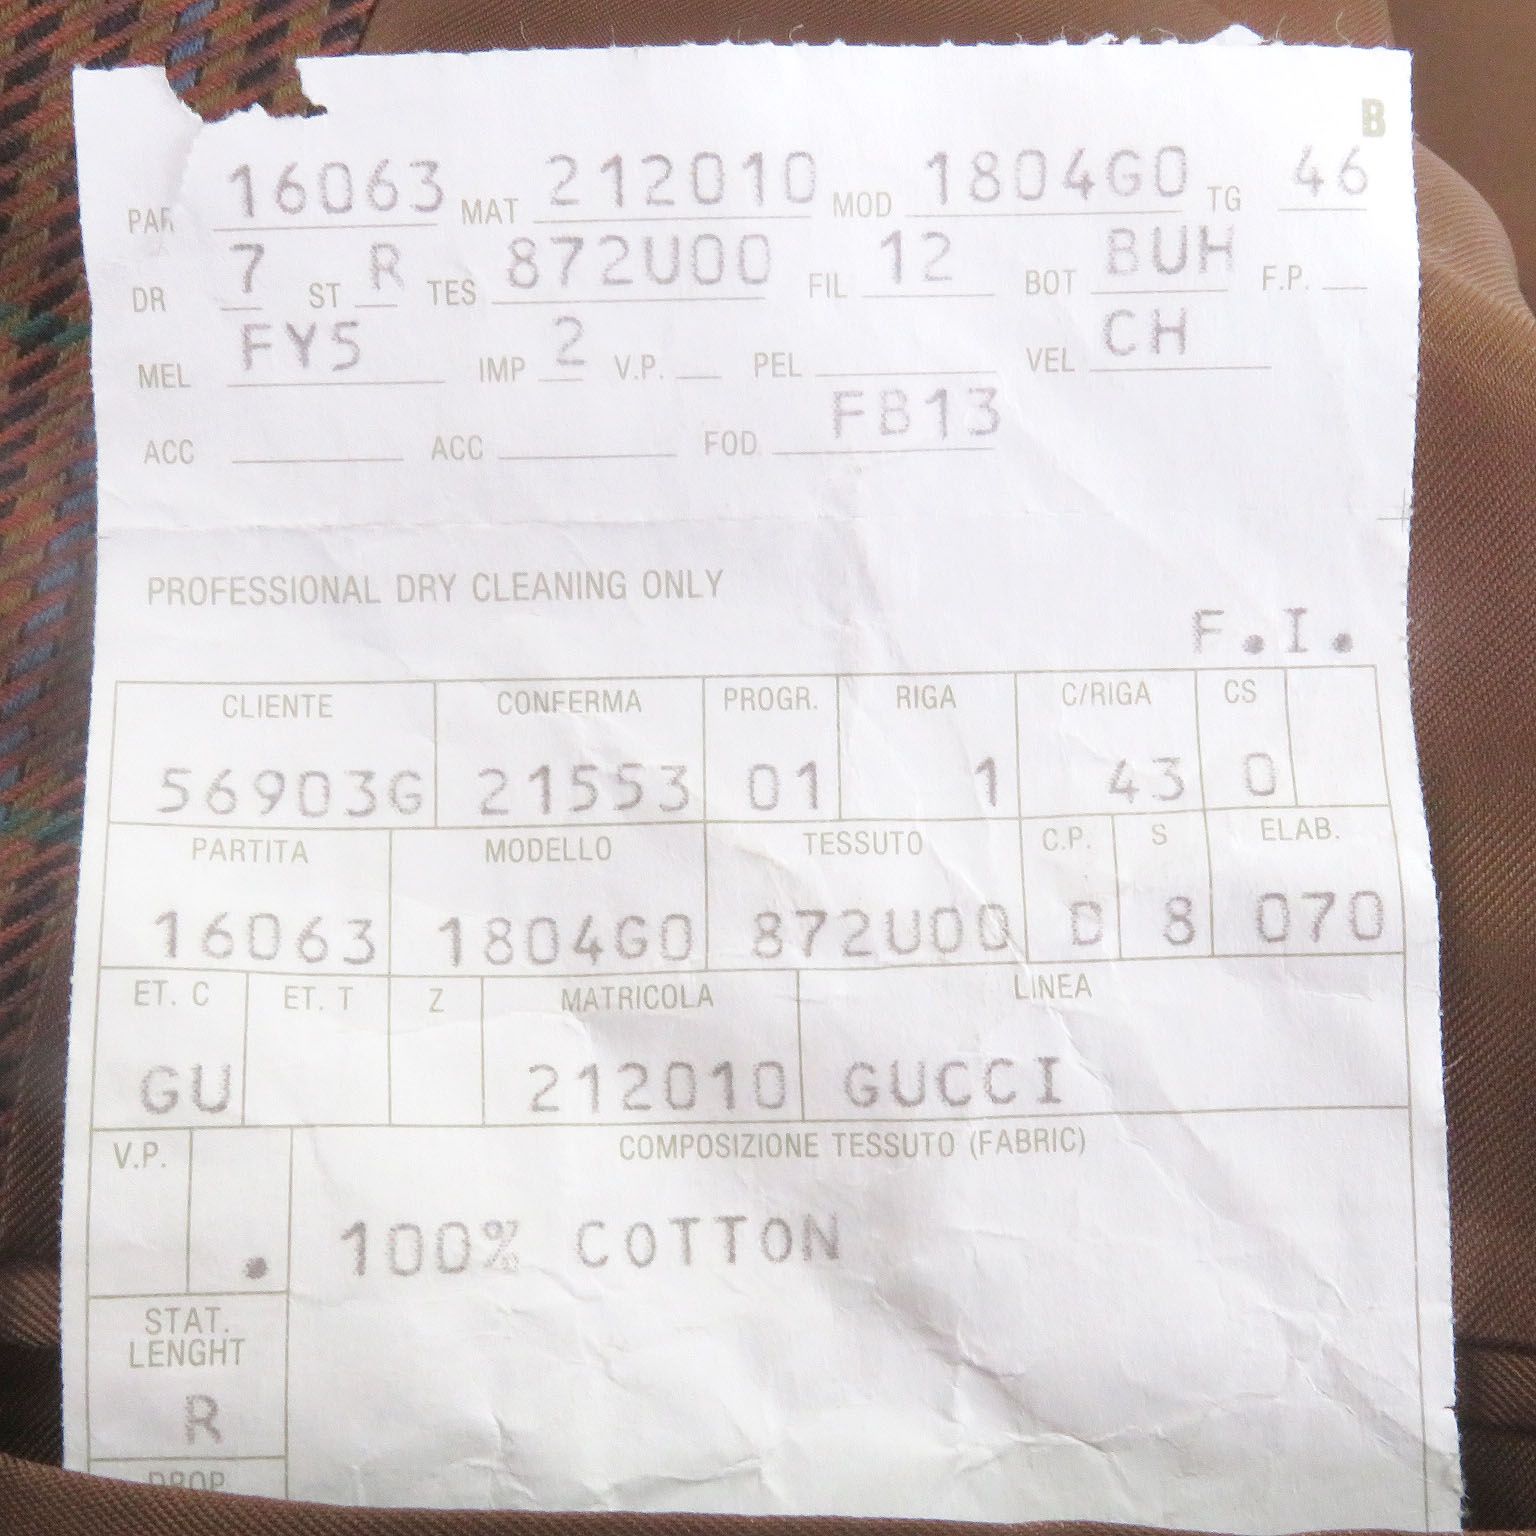 B
PAR 16063 MAT 212010 MOD 1804G0 TG 46
DR 7 ST R TES 872U00 FIL 12 BOT BUH F.P.
MEL FY5 IMP 2 V.P. PEL VEL CH
ACC ACC FOD FB13
PROFESSIONAL DRY CLEANING ONLY
F.I.
CLIENTE CONFERMA PROGR. RIGA C/RIGA CS
56903G 21553 01 1 43 0
PARTITA MODELLO TESSUTO C.P. S ELAB.
16063 1804G0 872U00 D 8 070
ET. C ET. T Z MATRICOLA LINEA
GU 212010 GUCCI
V.P. COMPOSIZIONE TESSUTO (FABRIC)
. 100% COTTON
STAT.
LENGHT
R
DROP